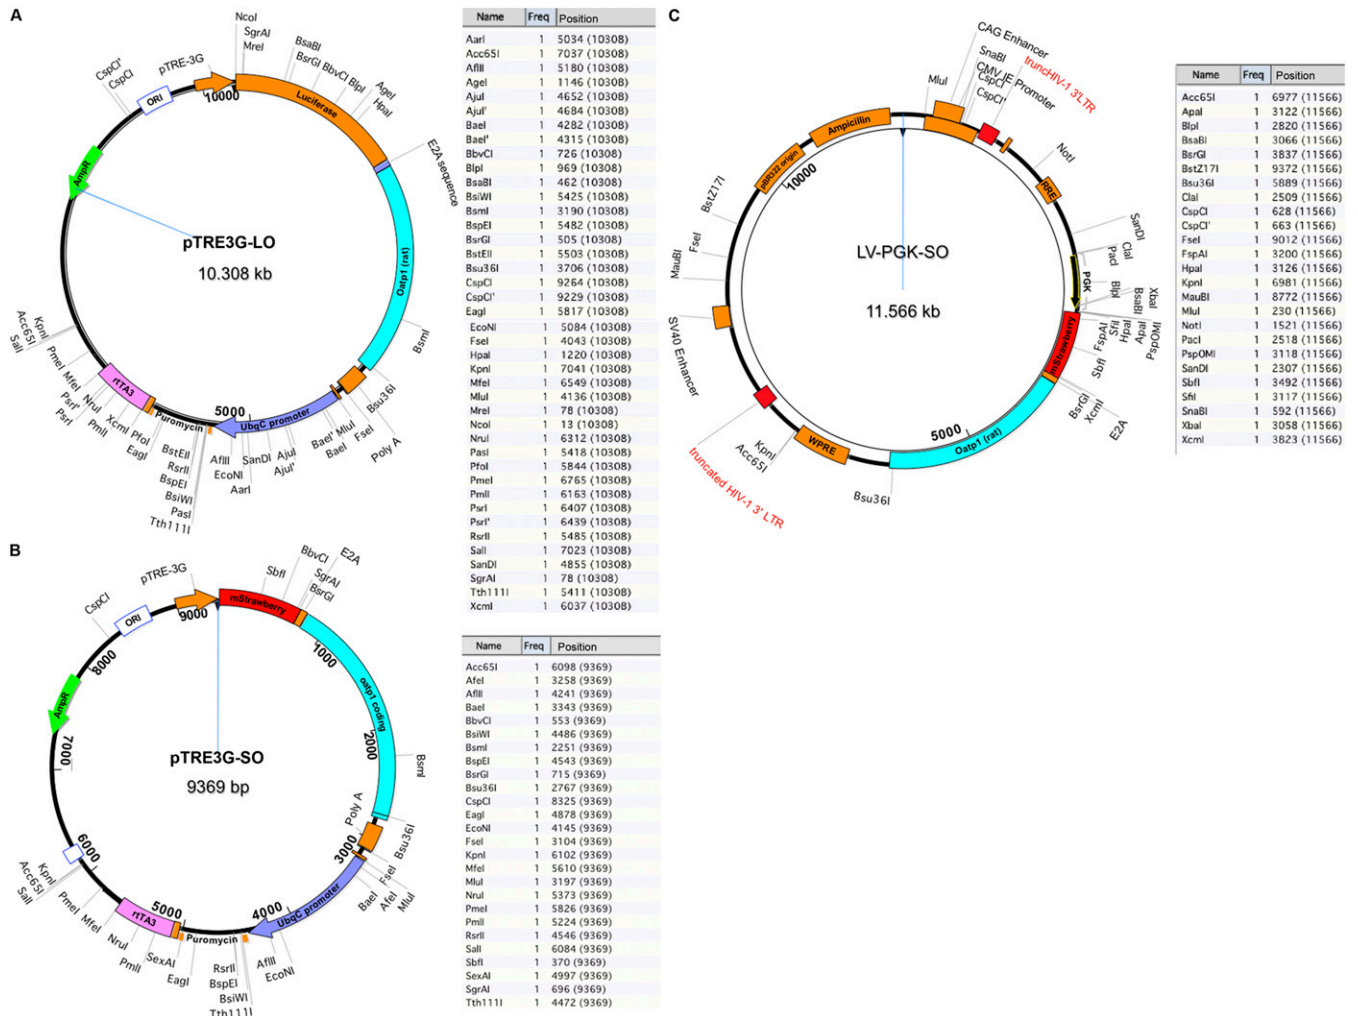 A
NcoI
SgrAI
MreI
BsaBI
BsrGI
BbvCI
BlpI
AgeI
HpaI
CspCI'
CspCI
pTRE-3G
ORI
10000
Luciferase
E2A sequence
AmpR
Oatp1 (rat)
pTRE3G-LO
10.308 kb
BsmI
KpnI
Acc65I
SalI
PmeI
MfeI
rtTA3
PsrI'
PsrI
NruI
PmlI
XcmI
PfoI
EagI
Puromycin
5000
UbqC promoter
Bsu36I
Poly A
FseI
MluI
BaeI'
BaeI
BstEII
RsrII
BspEI
BsiWI
PasI
Tth111I
AflII
EcoNI
AarI
SanDI
AjuI
AjuI'
Name Freq Position
AarI 1 5034 (10308)
Acc65I 1 7037 (10308)
AflII 1 5180 (10308)
AgeI 1 1146 (10308)
AjuI 1 4652 (10308)
AjuI' 1 4684 (10308)
BaeI 1 4282 (10308)
BaeI' 1 4315 (10308)
BbvCI 1 726 (10308)
BlpI 1 969 (10308)
BsaBI 1 462 (10308)
BsiWI 1 5425 (10308)
BsmI 1 3190 (10308)
BspEI 1 5482 (10308)
BsrGI 1 505 (10308)
BstEII 1 5503 (10308)
Bsu36I 1 3706 (10308)
CspCI 1 9264 (10308)
CspCI' 1 9229 (10308)
EagI 1 5817 (10308)
EcoNI 1 5084 (10308)
FseI 1 4043 (10308)
HpaI 1 1220 (10308)
KpnI 1 7041 (10308)
MfeI 1 6549 (10308)
MluI 1 4136 (10308)
MreI 1 78 (10308)
NcoI 1 13 (10308)
NruI 1 6312 (10308)
PasI 1 5418 (10308)
PfoI 1 5844 (10308)
PmeI 1 6765 (10308)
PmlI 1 6163 (10308)
PsrI 1 6407 (10308)
PsrI' 1 6439 (10308)
RsrII 1 5485 (10308)
SalI 1 7023 (10308)
SanDI 1 4855 (10308)
SgrAI 1 78 (10308)
Tth111I 1 5411 (10308)
XcmI 1 6037 (10308)
B
pTRE-3G
SbfI
BbvCI
E2A
SgrAI
BsrGI
CspCI
ORI
9000
mStrawberry
8000
1000
AmpR
oatp1 coding
7000
2000
BsmI
pTRE3G-SO
9369 bp
Poly A
Bsu36I
3000
FseI
MluI
AfeI
BaeI
6000
KpnI
Acc65I
SalI
PmeI
MfeI
rtTA3
5000
4000
UbqC promoter
NruI
PmlI
SexAI
EagI
Puromycin
AflII
EcoNI
RsrII
BspEI
BsiWI
Tth111I
Name Freq Position
Acc65I 1 6098 (9369)
AfeI 1 3258 (9369)
AflII 1 4241 (9369)
BaeI 1 3343 (9369)
BbvCI 1 553 (9369)
BsiWI 1 4486 (9369)
BsmI 1 2251 (9369)
BspEI 1 4543 (9369)
BsrGI 1 715 (9369)
Bsu36I 1 2767 (9369)
CspCI 1 8325 (9369)
EagI 1 4878 (9369)
EcoNI 1 4145 (9369)
FseI 1 3104 (9369)
KpnI 1 6102 (9369)
MfeI 1 5610 (9369)
MluI 1 3197 (9369)
NruI 1 5373 (9369)
PmeI 1 5826 (9369)
PmlI 1 5224 (9369)
RsrII 1 4546 (9369)
SalI 1 6084 (9369)
SbfI 1 370 (9369)
SexAI 1 4997 (9369)
SgrAI 1 696 (9369)
Tth111I 1 4472 (9369)
C
CAG Enhancer
SnaBI
CMV IE Promoter
CspCI
CspCI'
truncHIV-1 3'LTR
MluI
Ampicillin
pBR322 origin
10000
NotI
RRE
SanDI
ClaI
PacI
PGK
BlpI
BsaBI
XbaI
BstZ17I
FseI
MauBI
LV-PGK-SO
11.566 kb
FspAI
SfiI
HpaI
ApaI
PspOMI
mStrawberry
SbfI
BsrGI
XcmI
E2A
SV40 Enhancer
5000
Oatp1 (rat)
WPRE
KpnI
Acc65I
Bsu36I
truncated HIV-1 3' LTR
Name Freq Position
Acc65I 1 6977 (11566)
ApaI 1 3122 (11566)
BlpI 1 2820 (11566)
BsaBI 1 3066 (11566)
BsrGI 1 3837 (11566)
BstZ17I 1 9372 (11566)
Bsu36I 1 5889 (11566)
ClaI 1 2509 (11566)
CspCI 1 628 (11566)
CspCI' 1 663 (11566)
FseI 1 9012 (11566)
FspAI 1 3200 (11566)
HpaI 1 3126 (11566)
KpnI 1 6981 (11566)
MauBI 1 8772 (11566)
MluI 1 230 (11566)
NotI 1 1521 (11566)
PacI 1 2518 (11566)
PspOMI 1 3118 (11566)
SanDI 1 2307 (11566)
SbfI 1 3492 (11566)
SfiI 1 3117 (11566)
SnaBI 1 592 (11566)
XbaI 1 3058 (11566)
XcmI 1 3823 (11566)